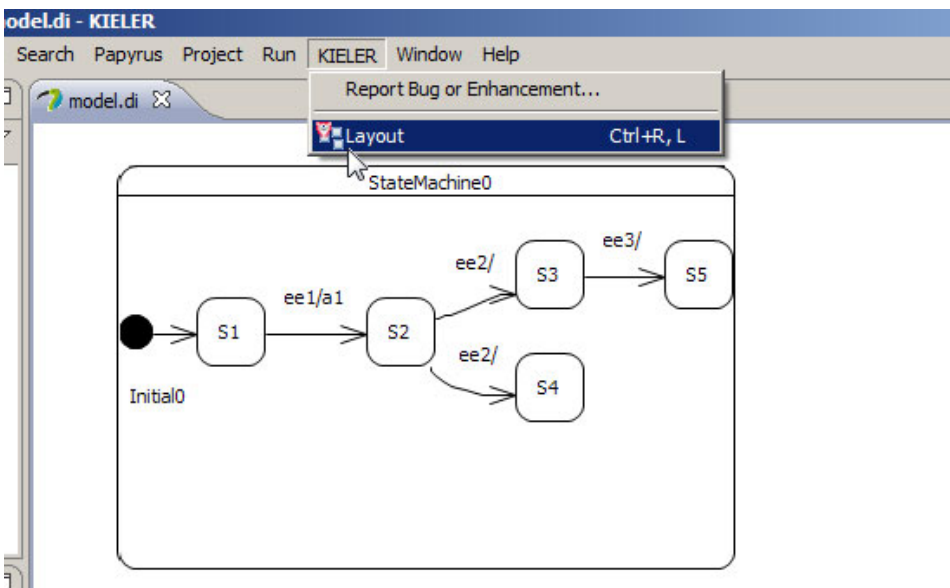 odel.di - KIELER
Search Papyrus Project Run KIELER Window Help
model.di
Report Bug or Enhancement...
Layout Ctrl+R, L
StateMachine0
ee3/
ee2/
S3
S5
ee1/a1
S1
S2
ee2/
S4
Initial0